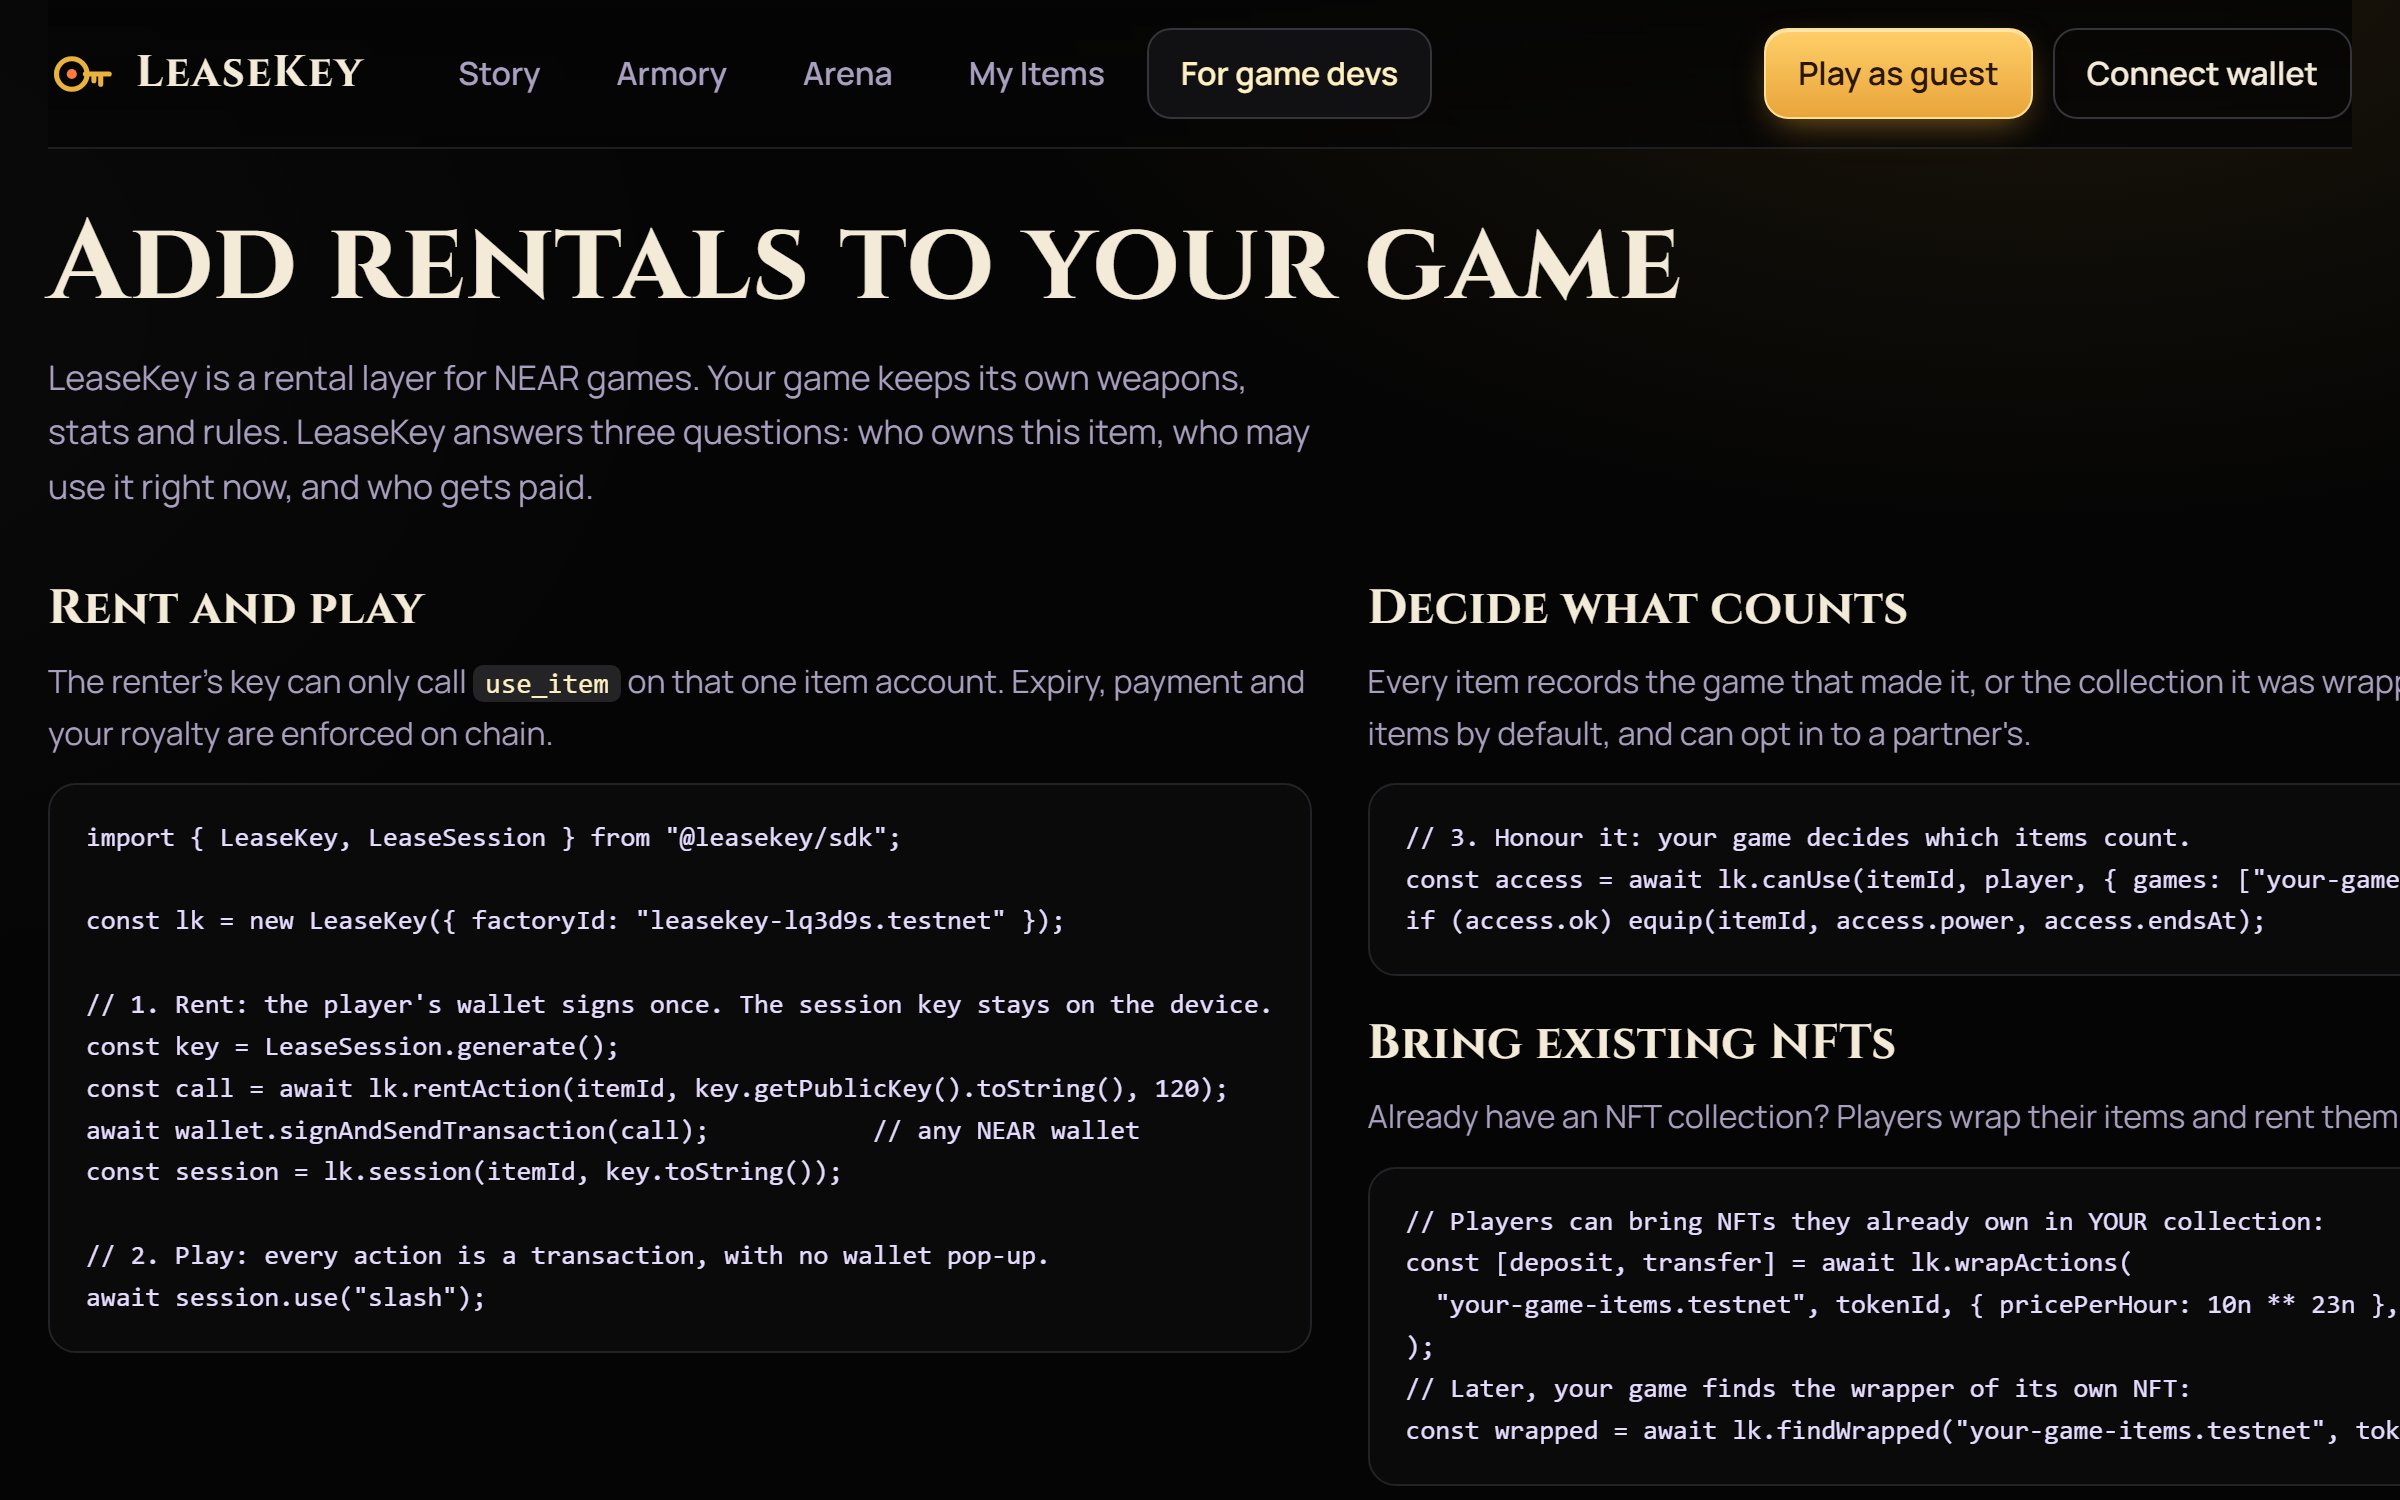 LeaseKey
Story
Armory
Arena
My Items
For game devs
Play as guest
Connect wallet
Add rentals to your game
LeaseKey is a rental layer for NEAR games. Your game keeps its own weapons,
stats and rules. LeaseKey answers three questions: who owns this item, who may
use it right now, and who gets paid.
Rent and play
The renter's key can only call use_item on that one item account. Expiry, payment and
your royalty are enforced on chain.
import { LeaseKey, LeaseSession } from "@leasekey/sdk";
const lk = new LeaseKey({ factoryId: "leasekey-lq3d9s.testnet" });
// 1. Rent: the player's wallet signs once. The session key stays on the device.
const key = LeaseSession.generate();
const call = await lk.rentAction(itemId, key.getPublicKey().toString(), 120);
await wallet.signAndSendTransaction(call);           // any NEAR wallet
const session = lk.session(itemId, key.toString());
// 2. Play: every action is a transaction, with no wallet pop-up.
await session.use("slash");
Decide what counts
Every item records the game that made it, or the collection it was
items by default, and can opt in to a partner's.
// 3. Honour it: your game decides which items count.
const access = await lk.canUse(itemId, player, { games: ["your-game
if (access.ok) equip(itemId, access.power, access.endsAt);
Bring existing NFTs
Already have an NFT collection? Players wrap their items and rent them
// Players can bring NFTs they already own in YOUR collection:
const [deposit, transfer] = await lk.wrapActions(
  "your-game-items.testnet", tokenId, { pricePerHour: 10n ** 23n },
);
// Later, your game finds the wrapper of its own NFT:
const wrapped = await lk.findWrapped("your-game-items.testnet",